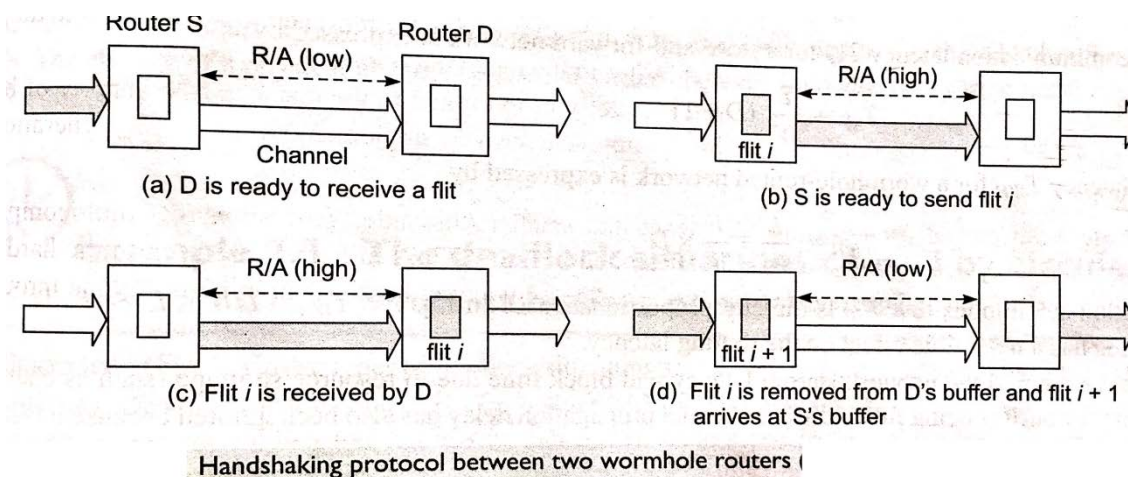 Router S
Router D
R/A (low)
Channel
(a) D is ready to receive a flit
R/A (high)
flit i
(b) S is ready to send flit i
R/A (high)
flit i
(c) Flit i is received by D
R/A (low)
flit i + 1
(d) Flit i is removed from D's buffer and flit i + 1
arrives at S's buffer
Handshaking protocol between two wormhole routers (